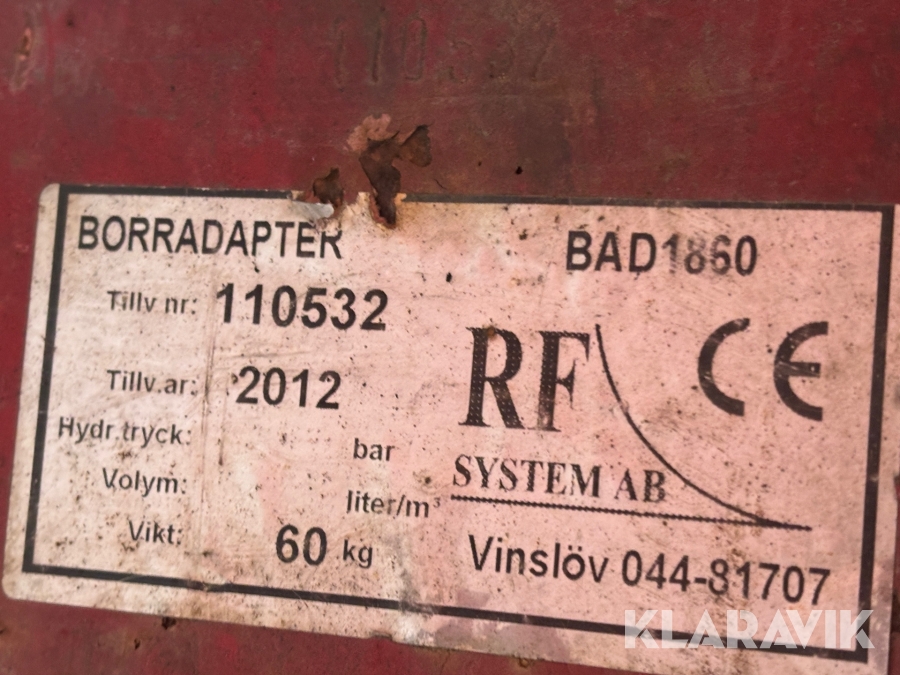 BORRADAPTER BAD1860
Tillv nr: 110532
Tillv.ar: 2012
Hydr.tryck: bar
Volym: liter/m³
Vikt: 60 kg
RF
SYSTEM AB
CE
Vinslöv 044-81707
KLARAVIK